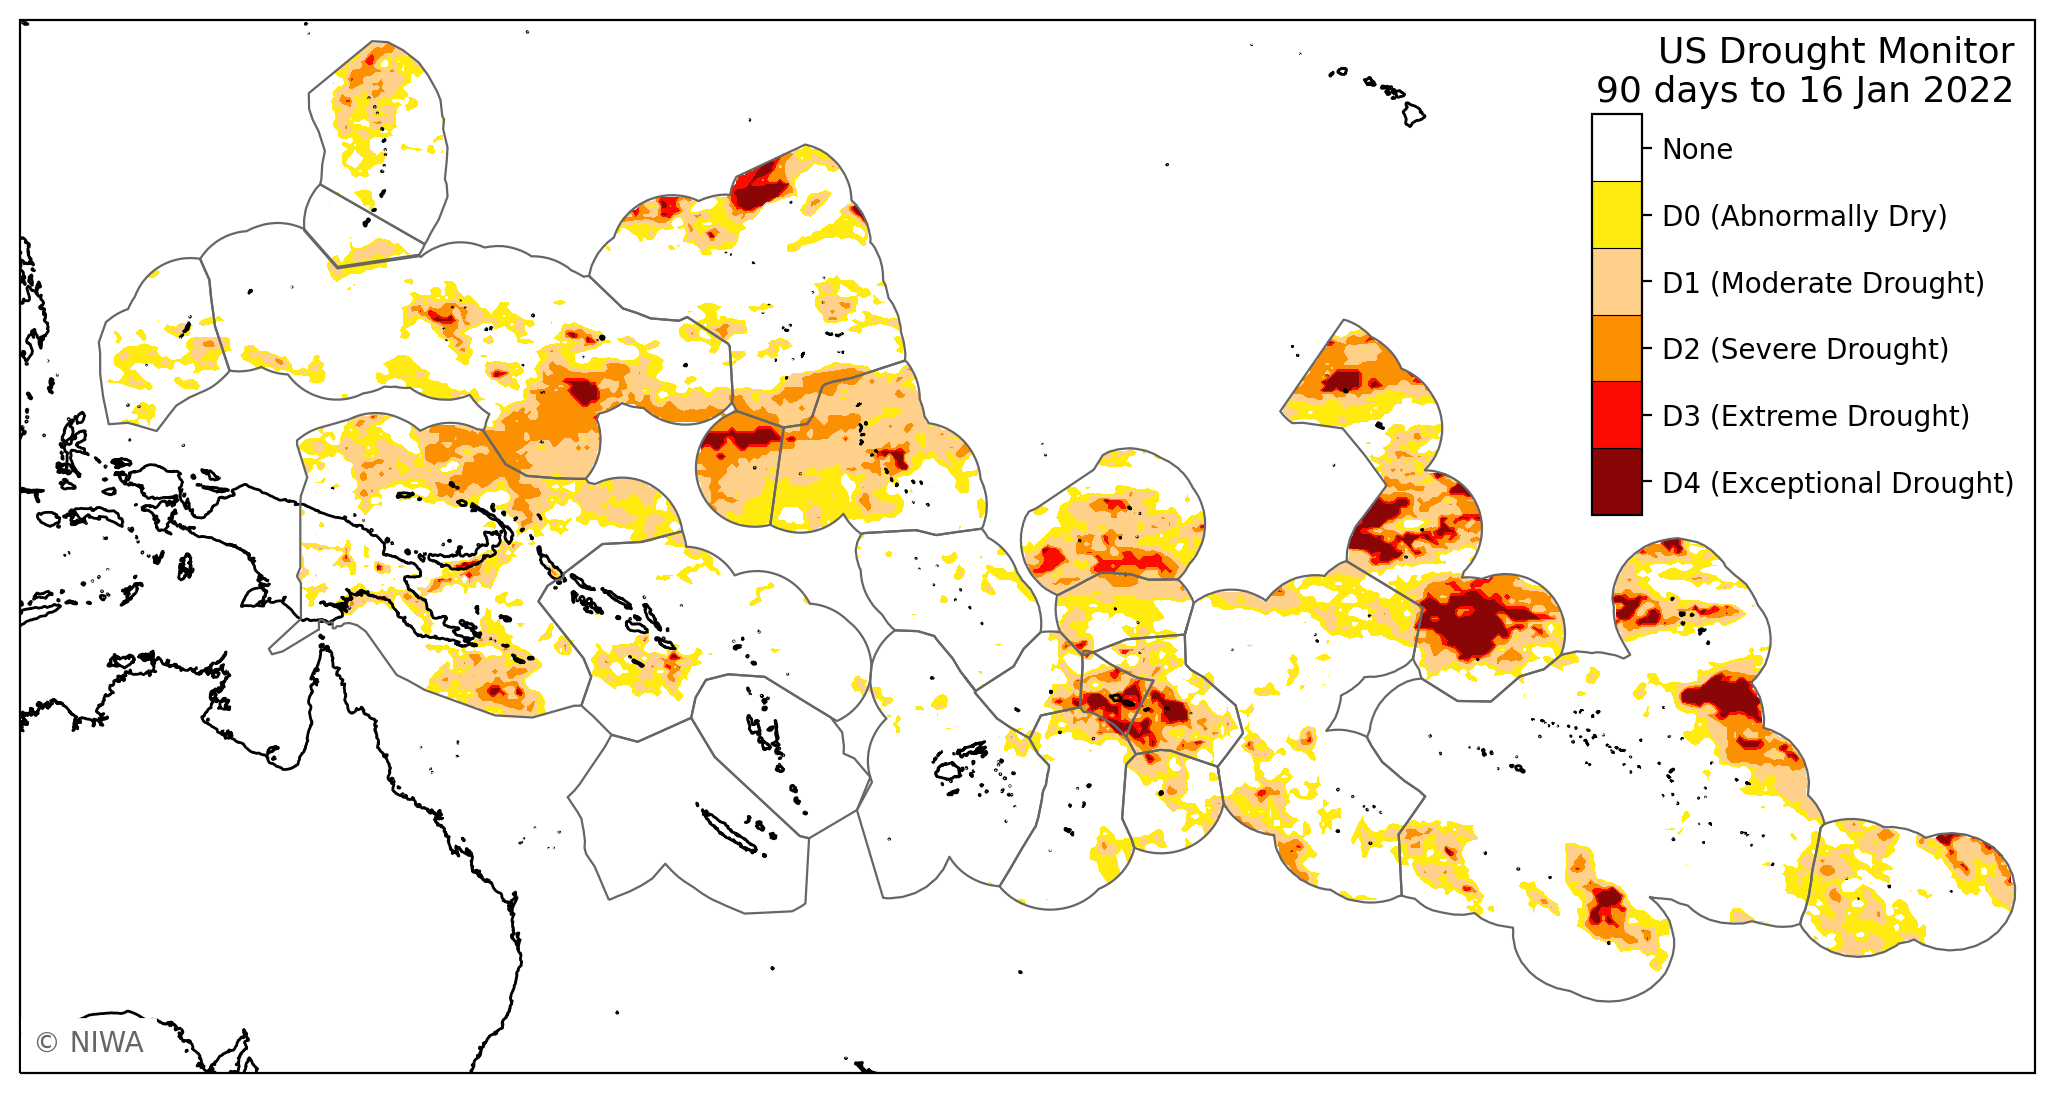 US Drought Monitor
90 days to 16 Jan 2022
None
D0 (Abnormally Dry)
D1 (Moderate Drought)
D2 (Severe Drought)
D3 (Extreme Drought)
D4 (Exceptional Drought)
© NIWA